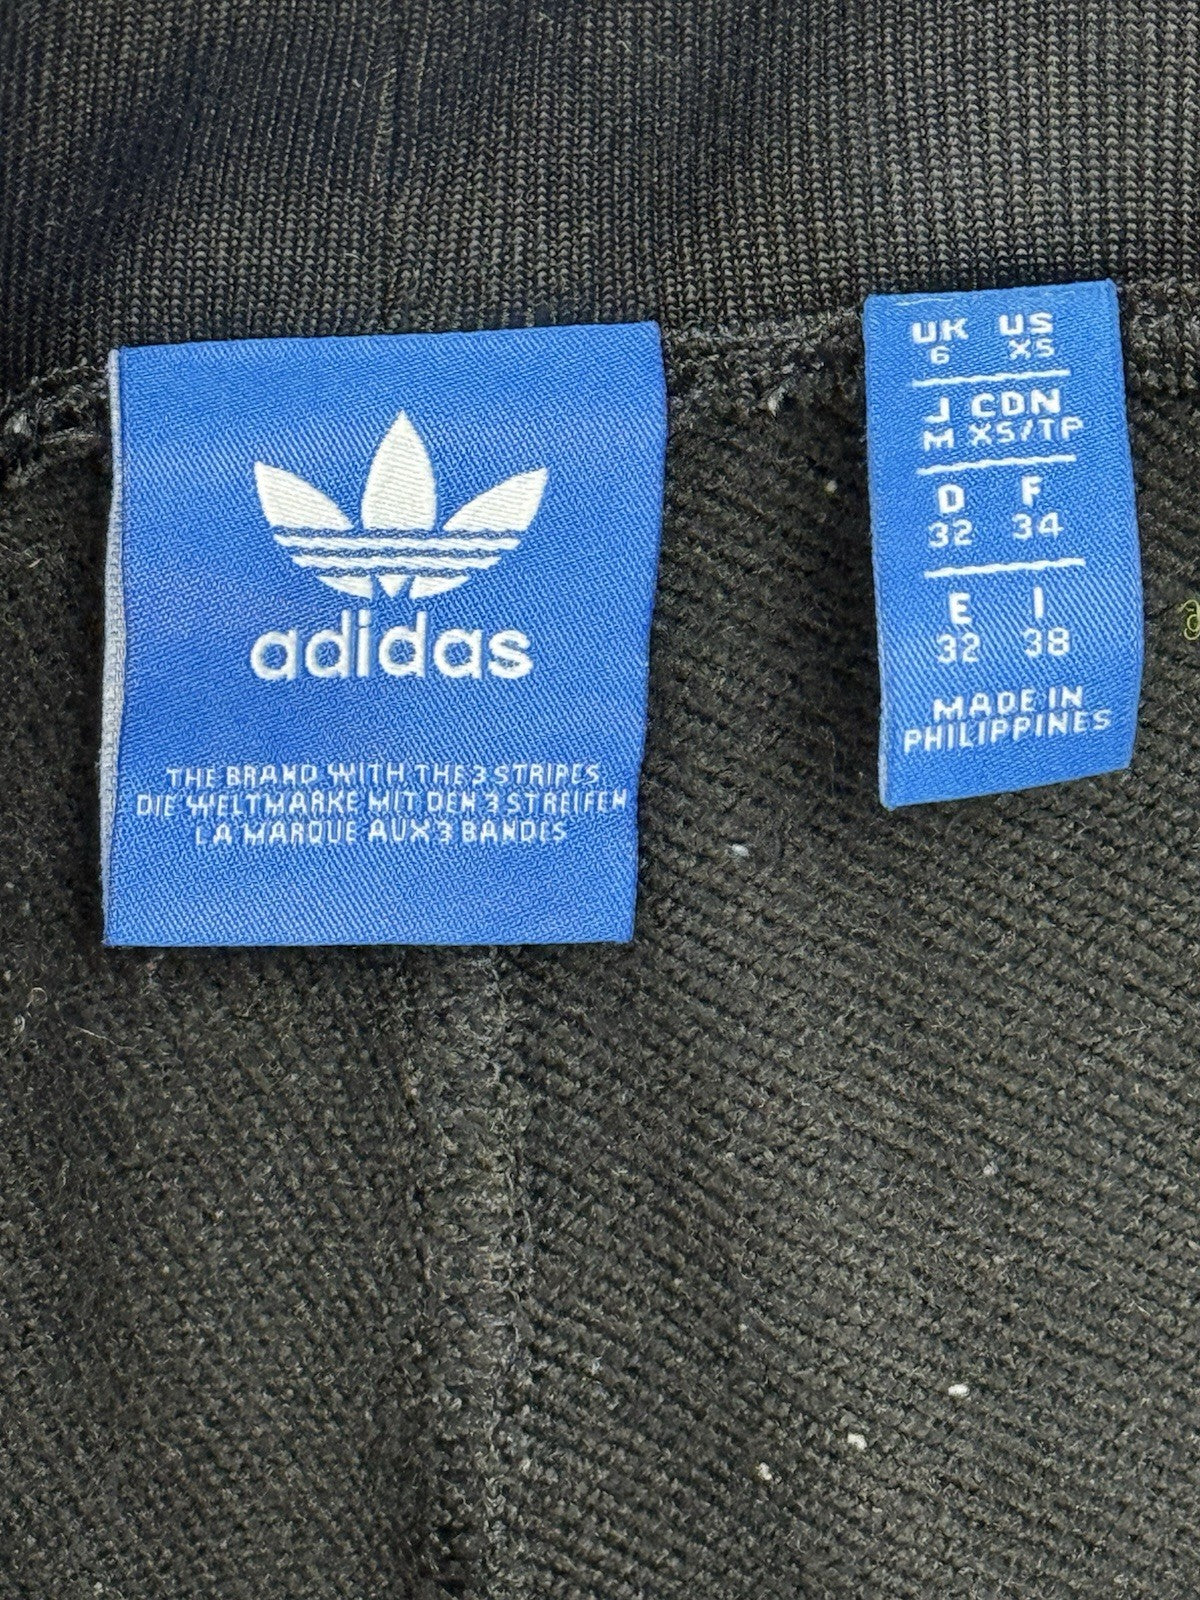 adidas
THE BRAND WITH THE 3 STRIPES
DIE WELTMARKE MIT DEN 3 STREIFEN
LA MARQUE AUX 3 BANDES
UK US
6 XS
J CDN
M XS/TP
D F
32 34
E I
32 38
MADE IN
PHILIPPINES